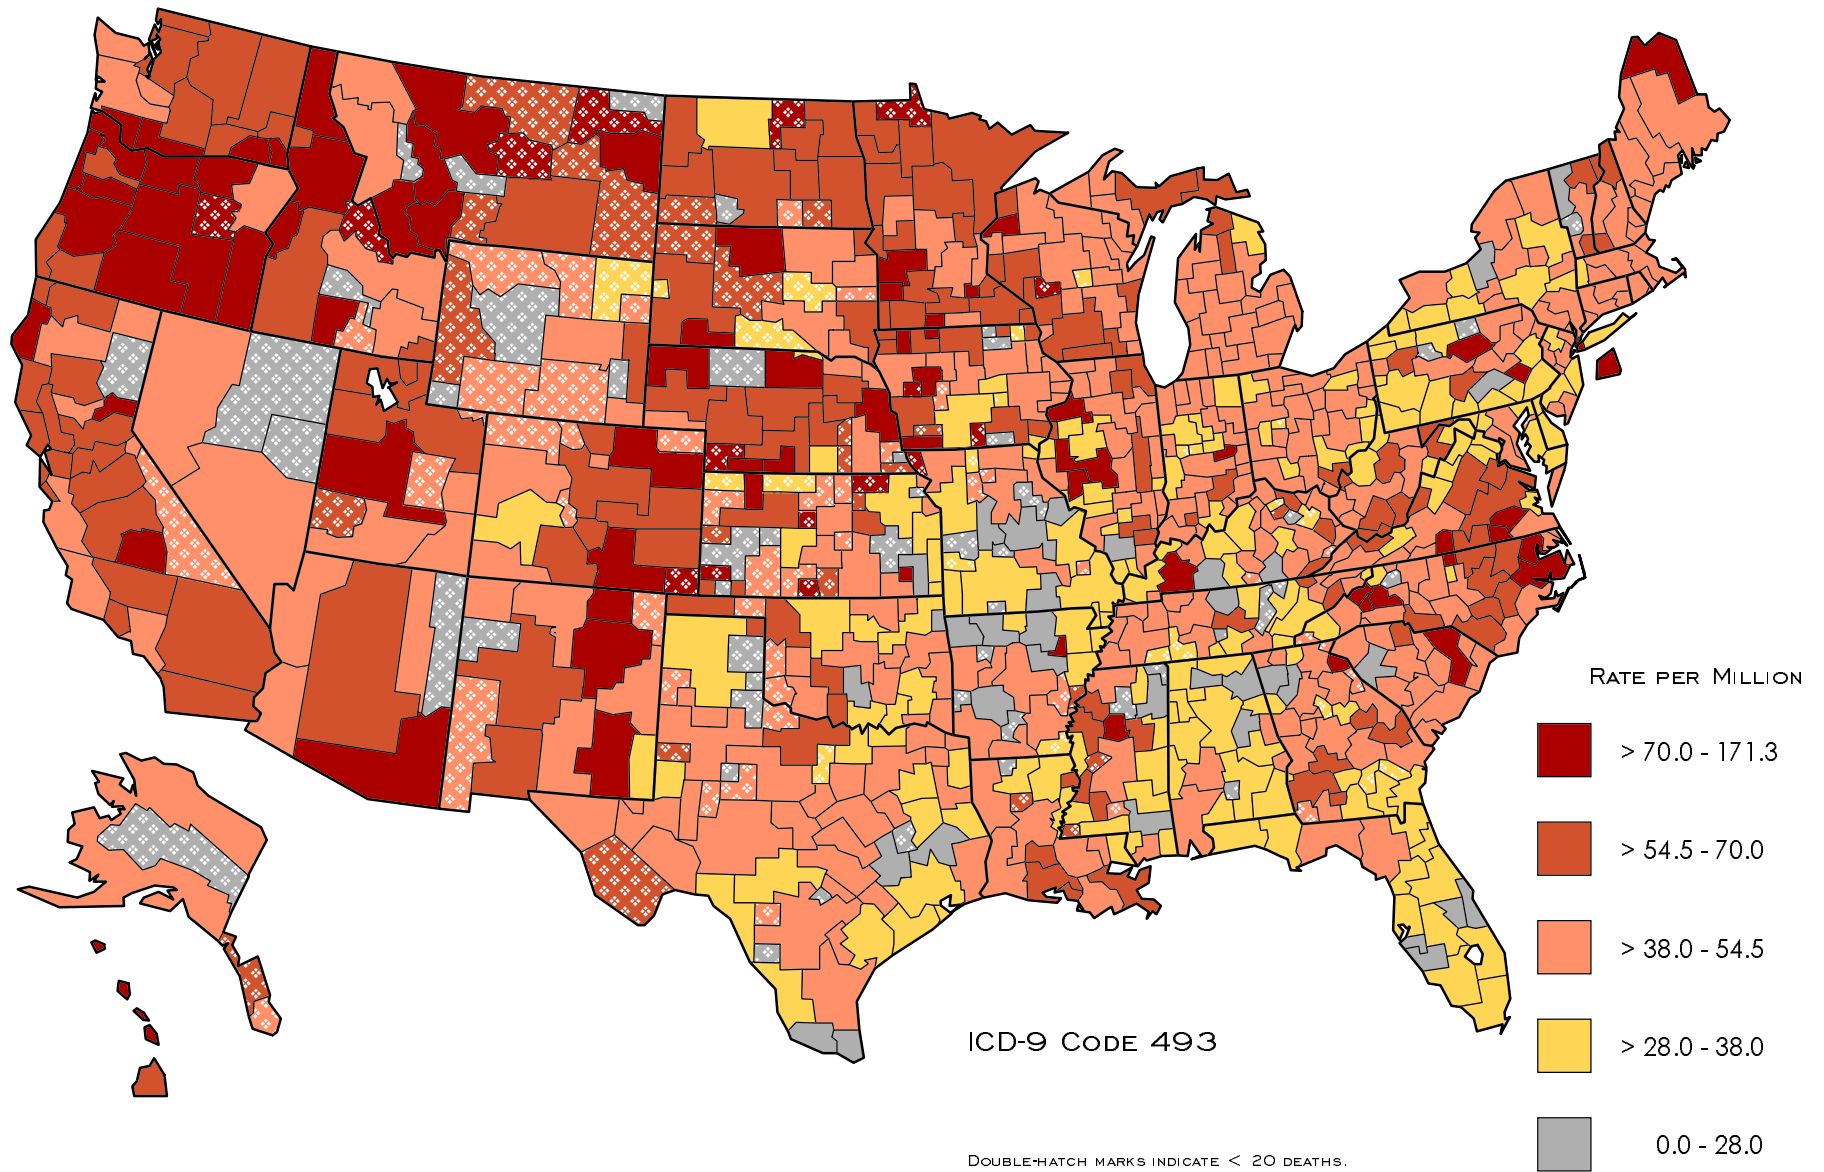 Rate per Million
> 70.0 - 171.3
> 54.5 - 70.0
> 38.0 - 54.5
> 28.0 - 38.0
0.0 - 28.0
ICD-9 Code 493
Double-hatch marks indicate < 20 deaths.